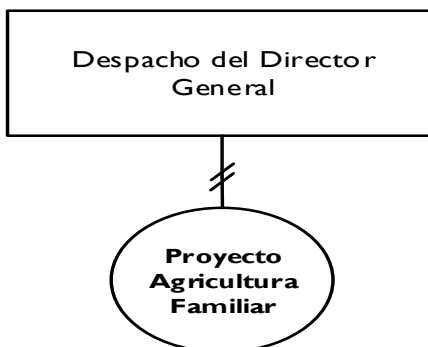 Despacho del Director
General
Proyecto
Agricultura
Familiar